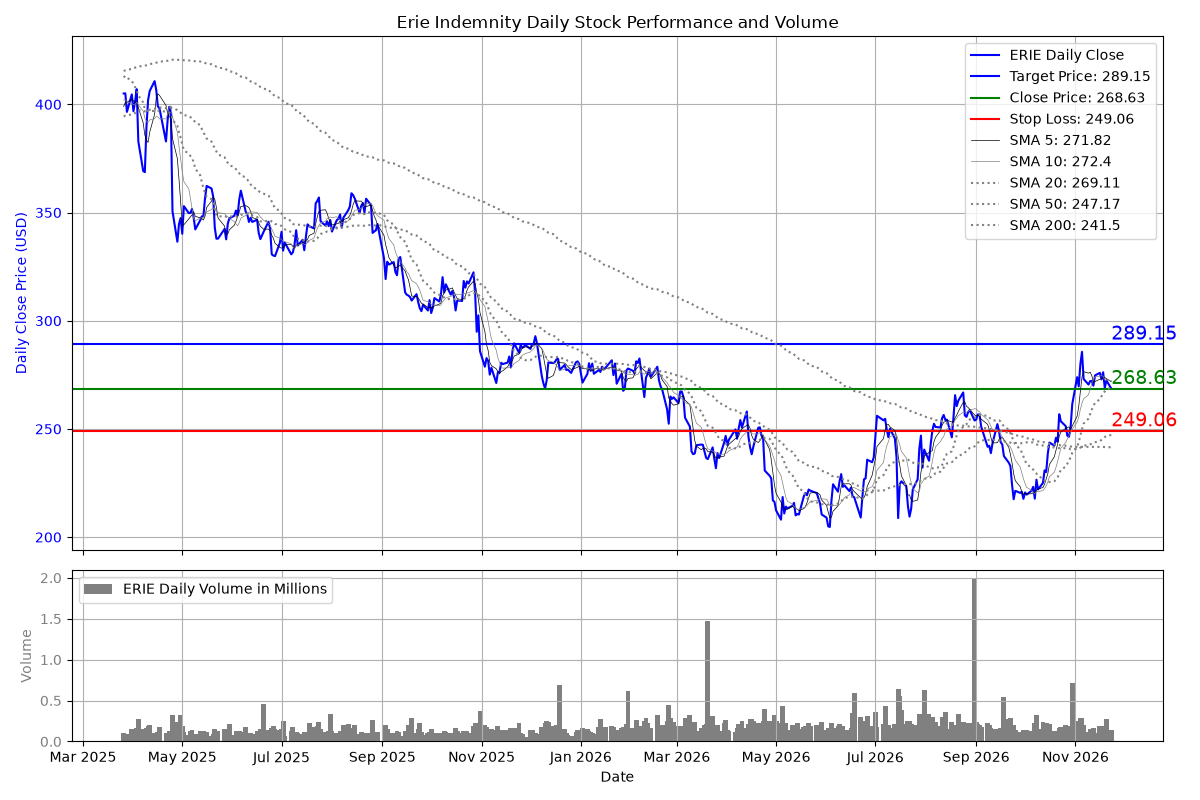 Erie Indemnity Daily Stock Performance and Volume
Daily Close Price (USD)
400
350
300
250
200
ERIE Daily Close
Target Price: 289.15
Close Price: 268.63
Stop Loss: 249.06
SMA 5: 271.82
SMA 10: 272.4
SMA 20: 269.11
SMA 50: 247.17
SMA 200: 241.5
289.15
268.63
249.06
Volume
2.0
1.5
1.0
0.5
0.0
ERIE Daily Volume in Millions
Mar 2025 May 2025 Jul 2025 Sep 2025 Nov 2025 Jan 2026 Mar 2026 May 2026 Jul 2026 Sep 2026 Nov 2026
Date